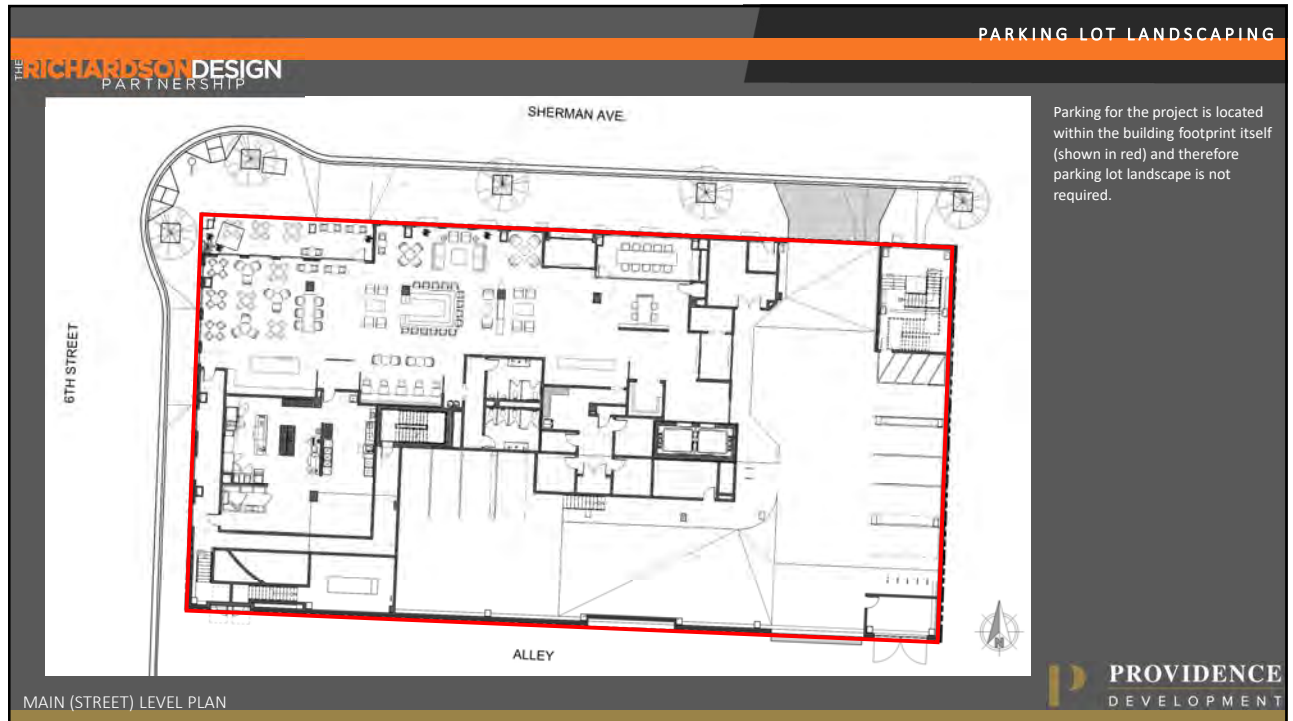 PARKING LOT LANDSCAPING
THE RICHARDSON DESIGN
PARTNERSHIP
SHERMAN AVE.
Parking for the project is located
within the building footprint itself
(shown in red) and therefore
parking lot landscape is not
required.
6TH STREET
ALLEY
N
MAIN (STREET) LEVEL PLAN
PROVIDENCE
DEVELOPMENT